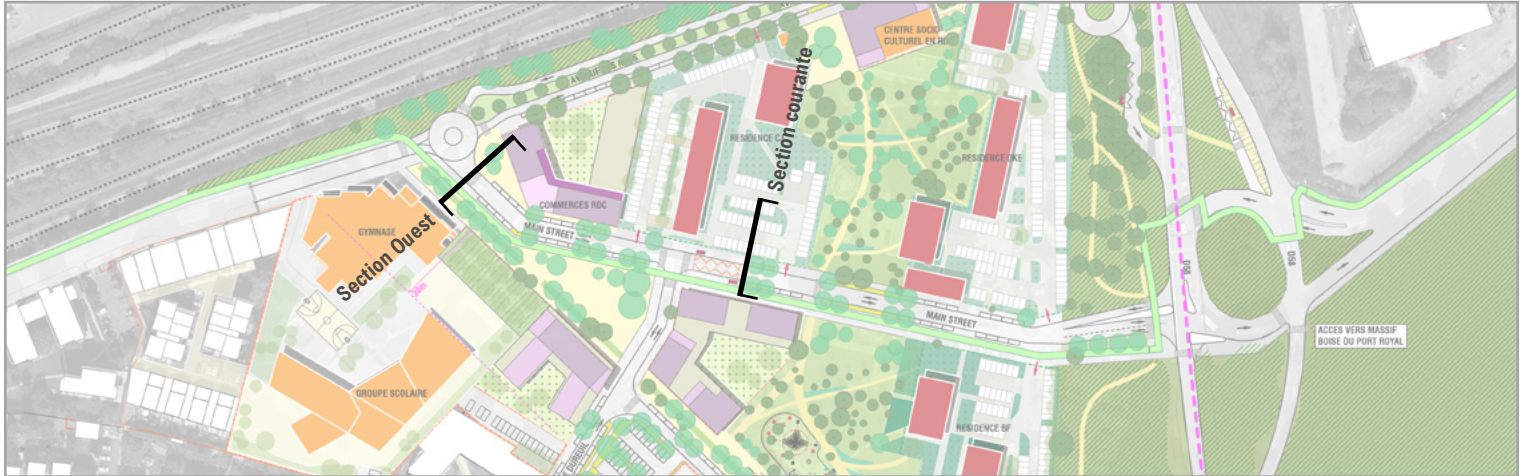 CENTRE SOCIO
CULTUREL EN R
Section courante
RESIDENCE C
RESIDENCE DKE
COMMERCES RDC
MAIN STREET
GYMNASE
Section Ouest
34m
D58
D58
MAIN STREET
ACCES VERS MASSIF
BOISE DU PORT ROYAL
GROUPE SCOLAIRE
RESIDENCE BF